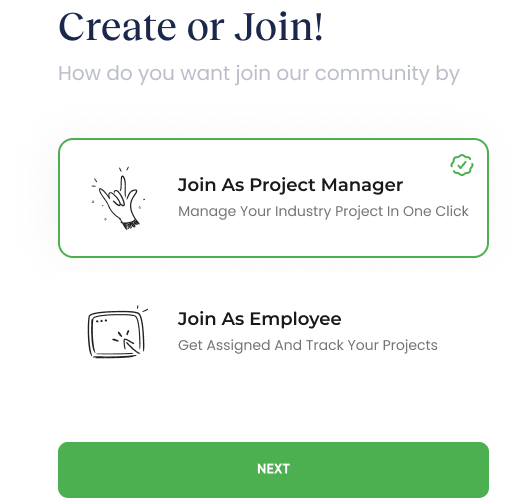 Create or Join!
How do you want join our community by
Join As Project Manager
Manage Your Industry Project In One Click
Join As Employee
Get Assigned And Track Your Projects
NEXT